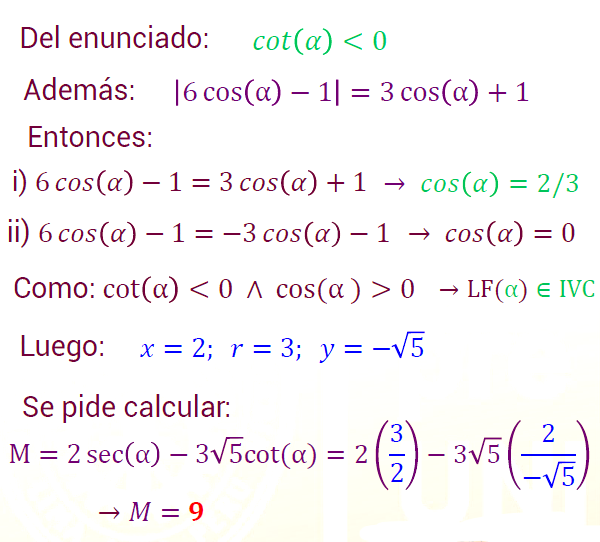 Del enunciado: cot(α) < 0
Además: |6 cos(α) − 1| = 3 cos(α) + 1
Entonces:
i) 6 cos(α) − 1 = 3 cos(α) + 1 → cos(α) = 2/3
ii) 6 cos(α) − 1 = −3 cos(α) − 1 → cos(α) = 0
Como: cot(α) < 0 ∧ cos(α ) > 0 → LF(α) ∈ IVC
Luego: x = 2; r = 3; y = −√5
Se pide calcular:
M = 2 sec(α) − 3√5cot(α) = 2(3/2) − 3√5(2/−√5)
→ M = 9